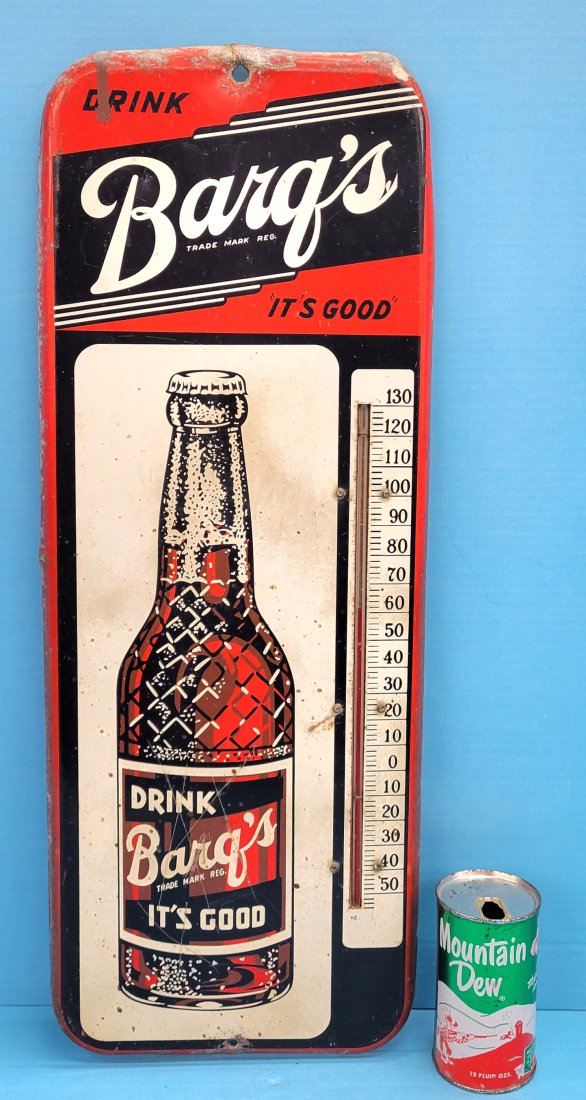 DRINK
Barq's
TRADE MARK REG.
"IT'S GOOD"
130
120
110
100
90
80
70
60
50
40
30
20
10
0
10
20
30
40
50
DRINK
Barq's
TRADE MARK REG.
IT'S GOOD
Mountain
Dew
12 FLUID OZS.